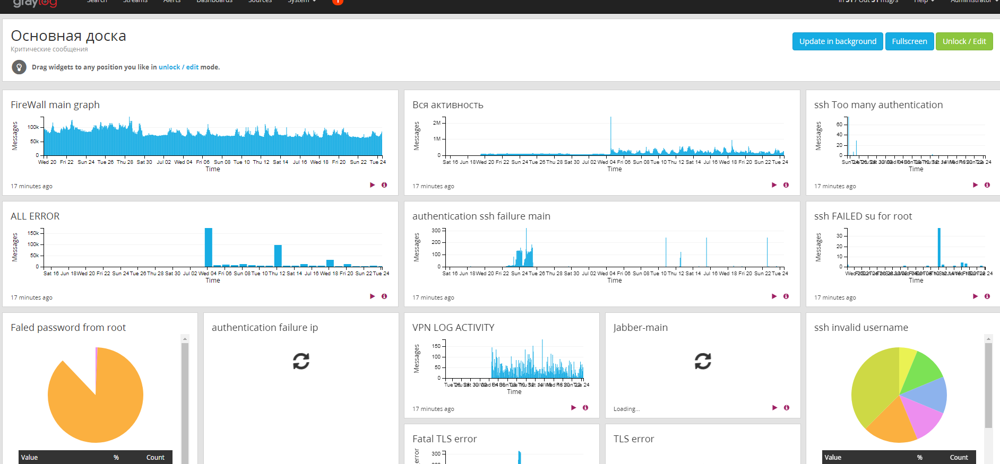 graylog Search Streams Alerts Dashboards Sources System 1 In 31 / Out 31 msg/s Help Administrator
Основная доска
Критические сообщения
Update in background Fullscreen Unlock / Edit
Drag widgets to any position you like in unlock / edit mode.
FireWall main graph
Messages
100k
50k
0
Wed 20 Fri 22 Sun 24 Tue 26 Thu 28 Sat 30 Jul 02 Wed 04 Fri 06 Sun 08 Tue 10 Thu 12 Sat 14 Jul 16 Wed 18 Fri 20 Sun 22 Tue 24
Time
17 minutes ago
Вся активность
Messages
2M
1M
0
Sat 16 Jun 18 Wed 20 Fri 22 Sun 24 Tue 26 Thu 28 Sat 30 Jul 02 Wed 04 Fri 06 Sun 08 Tue 10 Thu 12 Sat 14 Jul 16 Wed 18 Fri 20 Sun 22 Tue 24
Time
17 minutes ago
ssh Too many authentication
Messages
60
40
20
0
Time
17 minutes ago
ALL ERROR
Messages
150k
100k
50k
0
Sat 16 Jun 18 Wed 20 Fri 22 Sun 24 Tue 26 Thu 28 Sat 30 Jul 02 Wed 04 Fri 06 Sun 08 Tue 10 Thu 12 Sat 14 Jul 16 Wed 18 Fri 20 Sun 22 Tue 24
Time
17 minutes ago
authentication ssh failure main
Messages
300
200
100
0
Sat 16 Jun 18 Wed 20 Fri 22 Sun 24 Tue 26 Thu 28 Sat 30 Jul 02 Wed 04 Fri 06 Sun 08 Tue 10 Thu 12 Sat 14 Jul 16 Wed 18 Fri 20 Sun 22 Tue 24
Time
17 minutes ago
ssh FAILED su for root
Messages
30
20
10
0
Time
17 minutes ago
Faled password from root
Value % Count
authentication failure ip
VPN LOG ACTIVITY
Messages
150
100
50
0
Time
17 minutes ago
Jabber-main
Loading...
ssh invalid username
Value % Count
Fatal TLS error
error
300
TLS error